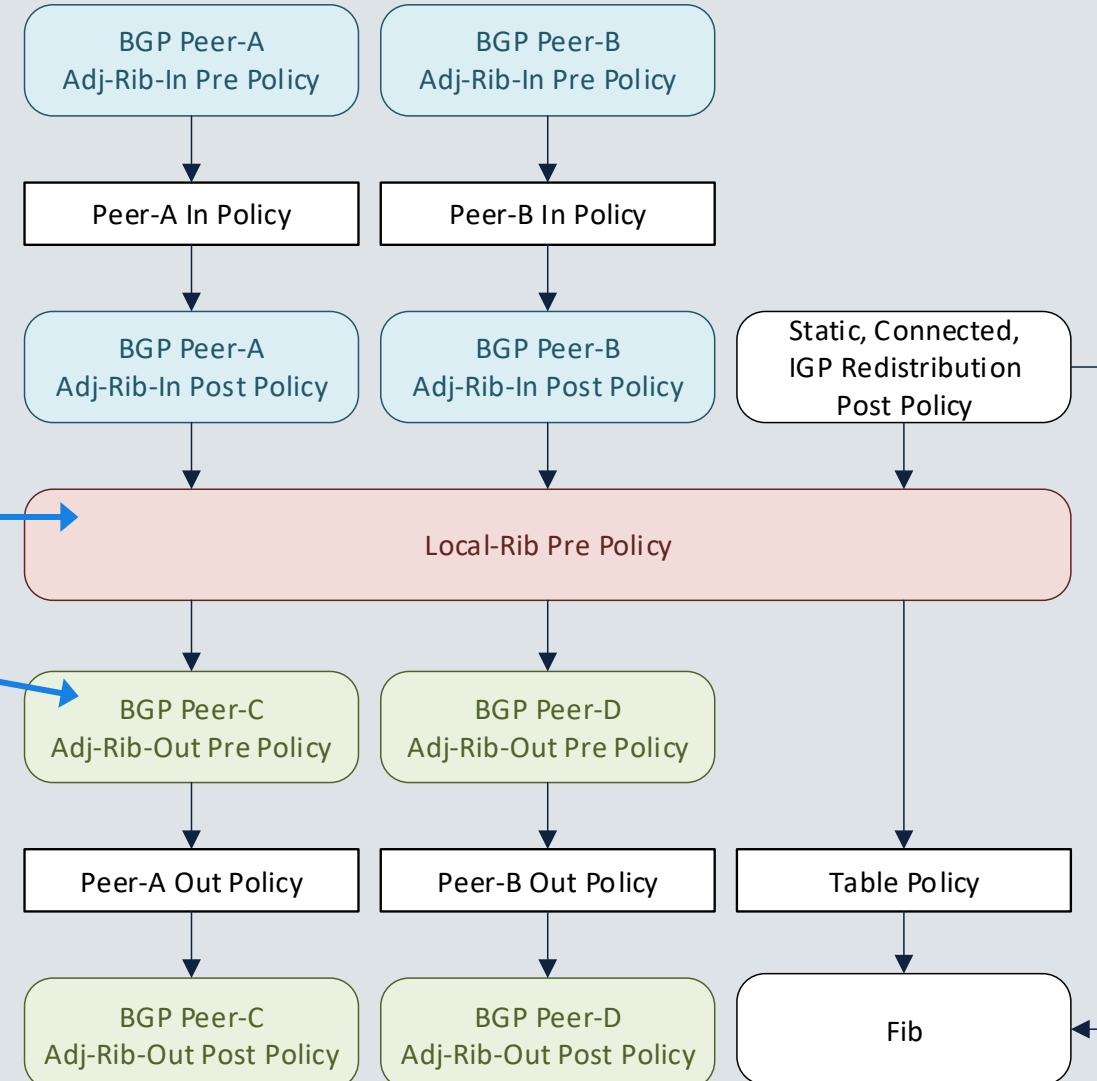 BGP Peer-A
Adj-Rib-In Pre Policy
BGP Peer-B
Adj-Rib-In Pre Policy
Peer-A In Policy
Peer-B In Policy
BGP Peer-A
Adj-Rib-In Post Policy
BGP Peer-B
Adj-Rib-In Post Policy
Static, Connected,
IGP Redistribution
Post Policy
Local-Rib Pre Policy
BGP Peer-C
Adj-Rib-Out Pre Policy
BGP Peer-D
Adj-Rib-Out Pre Policy
Peer-A Out Policy
Peer-B Out Policy
Table Policy
BGP Peer-C
Adj-Rib-Out Post Policy
BGP Peer-D
Adj-Rib-Out Post Policy
Fib